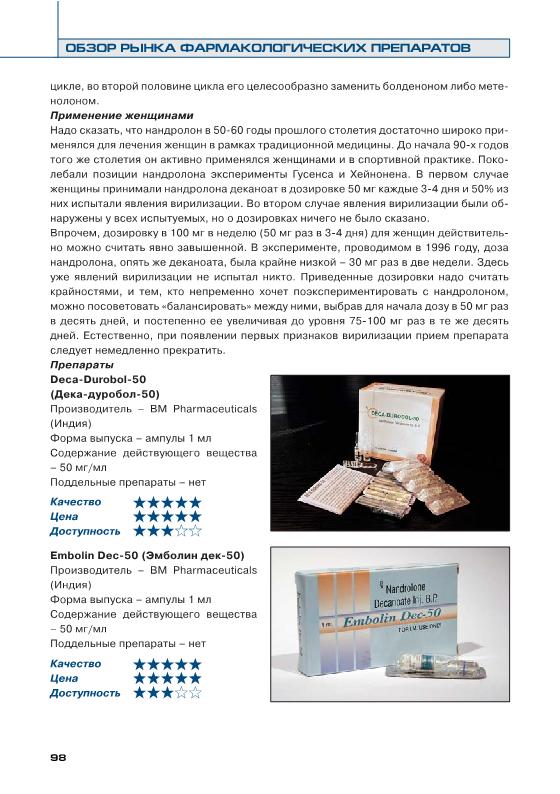 ОБЗОР РЫНКА ФАРМАКОЛОГИЧЕСКИХ ПРЕПАРАТОВ
цикле, во второй половине цикла его целесообразно заменить болденоном либо мете-
нолоном.
Применение женщинами
Надо сказать, что нандролон в 50-60 годы прошлого столетия достаточно широко при-
менялся для лечения женщин в рамках традиционной медицины. До начала 90-х годов
того же столетия он активно применялся женщинами и в спортивной практике. Поко-
лебали позиции нандролона эксперименты Гусенса и Хейнонена. В первом случае
женщины принимали нандролона деканоат в дозировке 50 мг каждые 3-4 дня и 50% из
них испытали явления вирилизации. Во втором случае явления вирилизации были об-
наружены у всех испытуемых, но о дозировках ничего не было сказано.
Впрочем, дозировку в 100 мг в неделю (50 мг раз в 3-4 дня) для женщин действитель-
но можно считать явно завышенной. В эксперименте, проводимом в 1996 году, доза
нандролона, опять же деканоата, была крайне низкой – 30 мг раз в две недели. Здесь
уже явлений вирилизации не испытал никто. Приведенные дозировки надо считать
крайностями, и тем, кто непременно хочет поэкспериментировать с нандролоном,
можно посоветовать «балансировать» между ними, выбрав для начала дозу в 50 мг раз
в десять дней, и постепенно ее увеличивая до уровня 75-100 мг раз в те же десять
дней. Естественно, при появлении первых признаков вирилизации прием препарата
следует немедленно прекратить.
Препараты
Deca-Durobol-50
(Дека-дуробол-50)
Производитель – BM Pharmaceuticals
(Индия)
Форма выпуска – ампулы 1 мл
Содержание действующего вещества
– 50 мг/мл
Поддельные препараты – нет
Качество
Цена
Доступность
DECA-DUROBOL-50
Embolin Dec-50 (Эмболин дек-50)
Производитель – BM Pharmaceuticals
(Индия)
Форма выпуска – ампулы 1 мл
Содержание действующего вещества
– 50 мг/мл
Поддельные препараты – нет
Качество
Цена
Доступность
Nandrolone
Decanoate Inj. B.P.
1 ml.
Embolin Dec-50
FOR I.M. USE ONLY
98